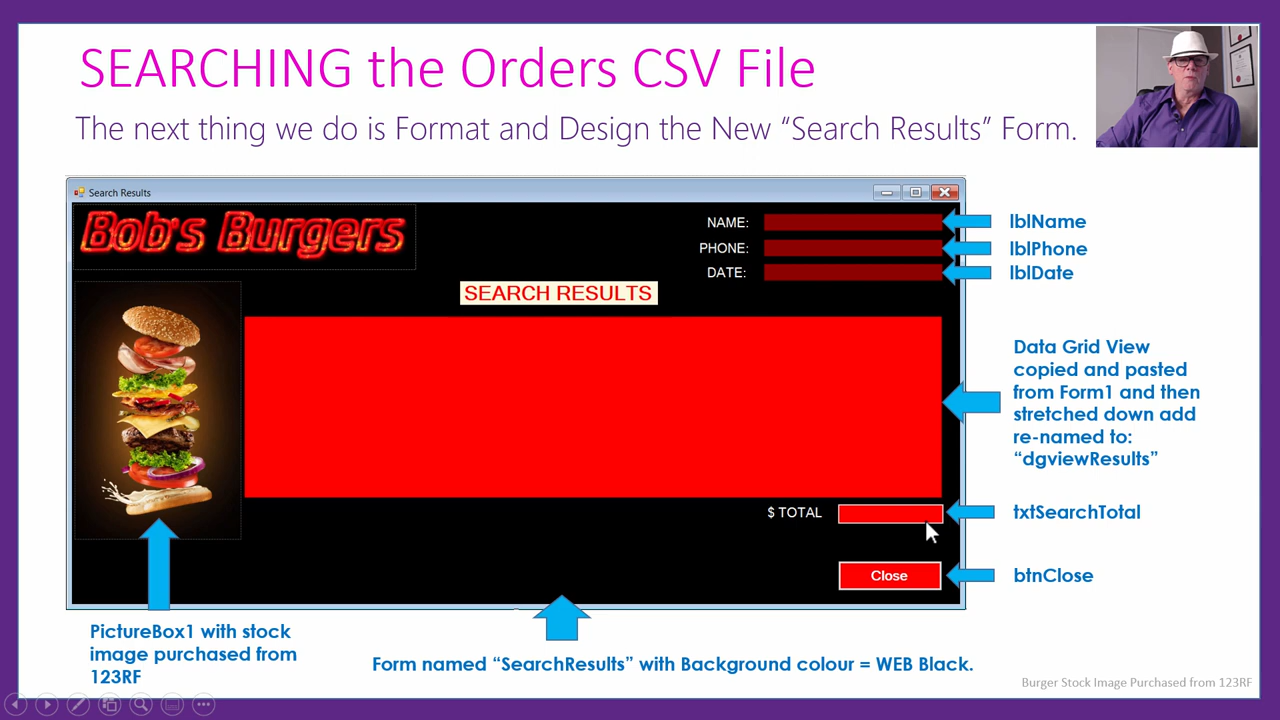 SEARCHING the Orders CSV File
The next thing we do is Format and Design the New “Search Results” Form.
Search Results
Bob's Burgers
NAME:
PHONE:
DATE:
lblName
lblPhone
lblDate
SEARCH RESULTS
Data Grid View
copied and pasted
from Form1 and then
stretched down add
re-named to:
“dgviewResults”
$ TOTAL
txtSearchTotal
Close
btnClose
PictureBox1 with stock
image purchased from
123RF
Form named “SearchResults” with Background colour = WEB Black.
Burger Stock Image Purchased from 123RF